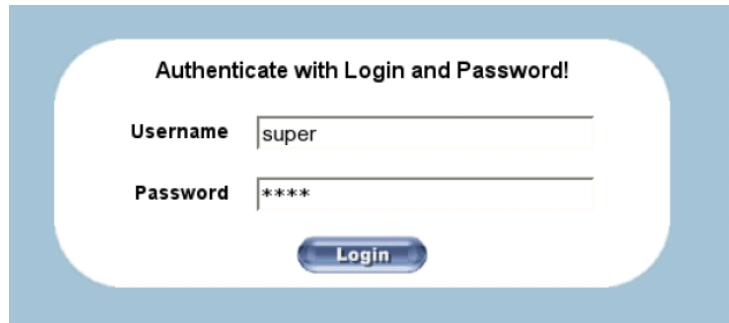 Authenticate with Login and Password!
Username super
Password ****
Login